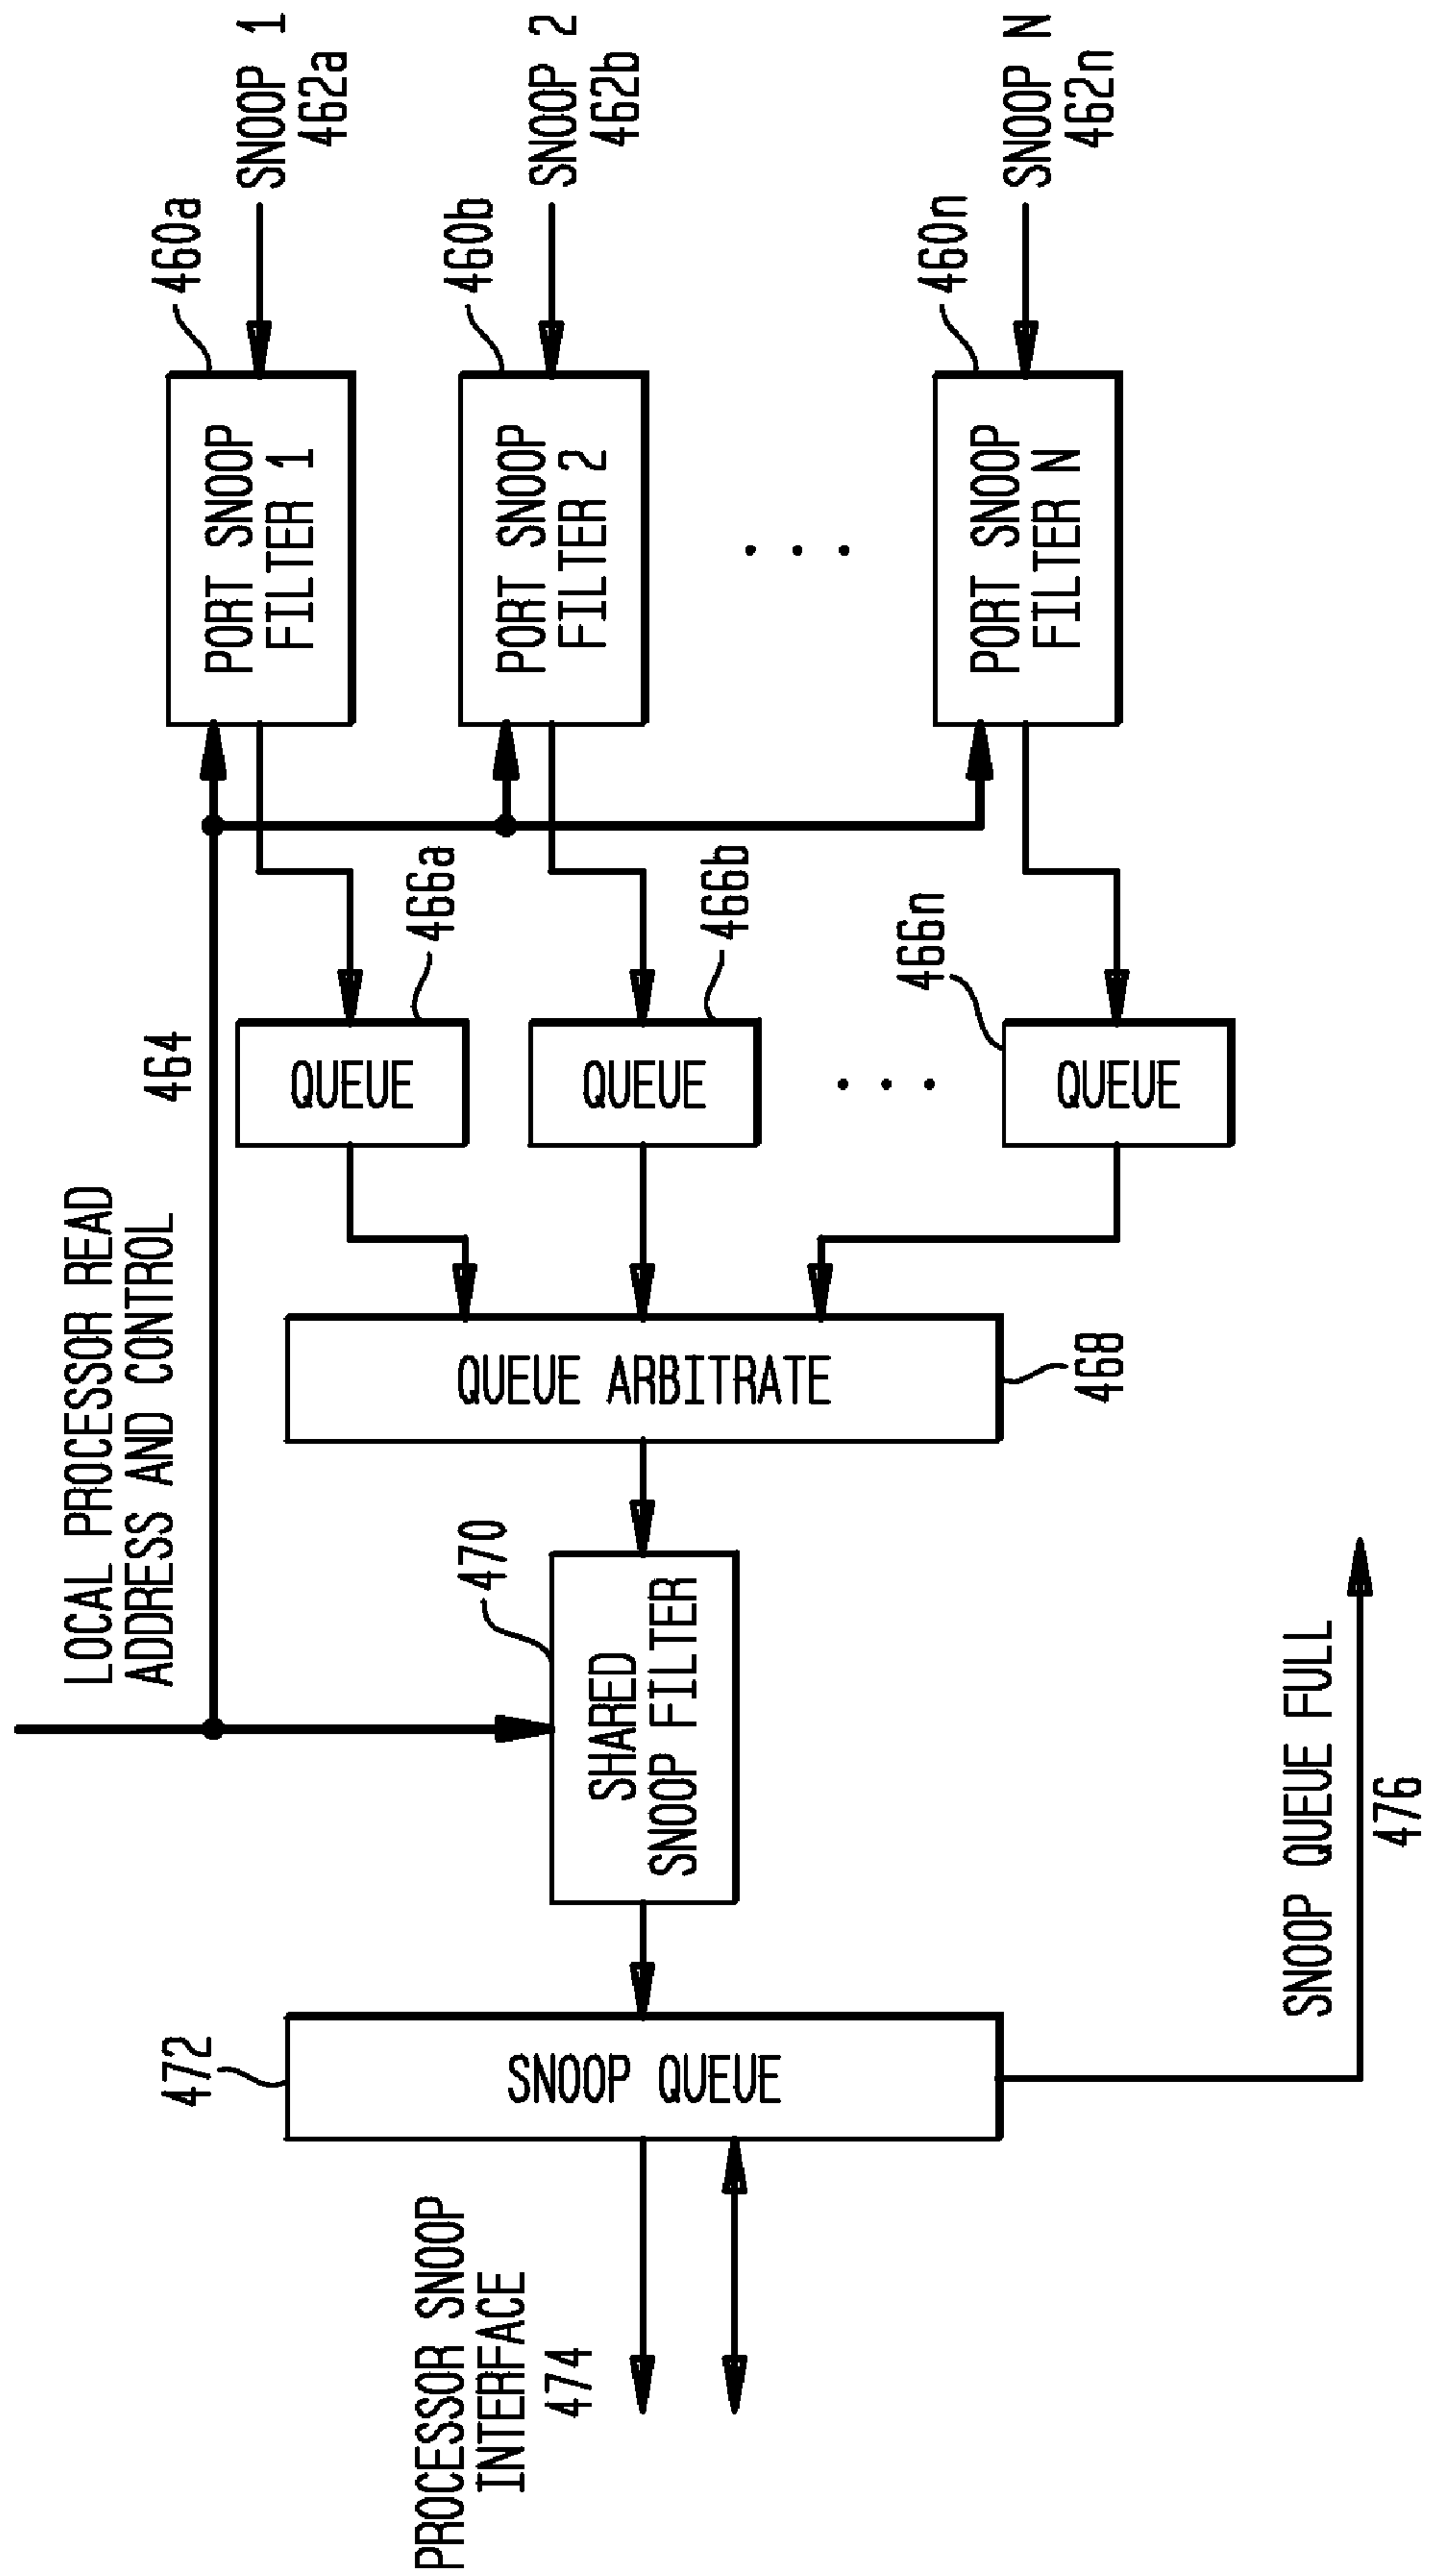 LOCAL PROCESSOR READ
ADDRESS AND CONTROL
464
PROCESSOR SNOOP
INTERFACE
474
472
SNOOP QUEUE
470
SHARED
SNOOP FILTER
QUEUE ARBITRATE
468
QUEUE
466a
QUEUE
466b
. . .
QUEUE
466n
PORT SNOOP
FILTER 1
460a
SNOOP 1
462a
PORT SNOOP
FILTER 2
460b
SNOOP 2
462b
. . .
PORT SNOOP
FILTER N
460n
SNOOP N
462n
SNOOP QUEUE FULL
476